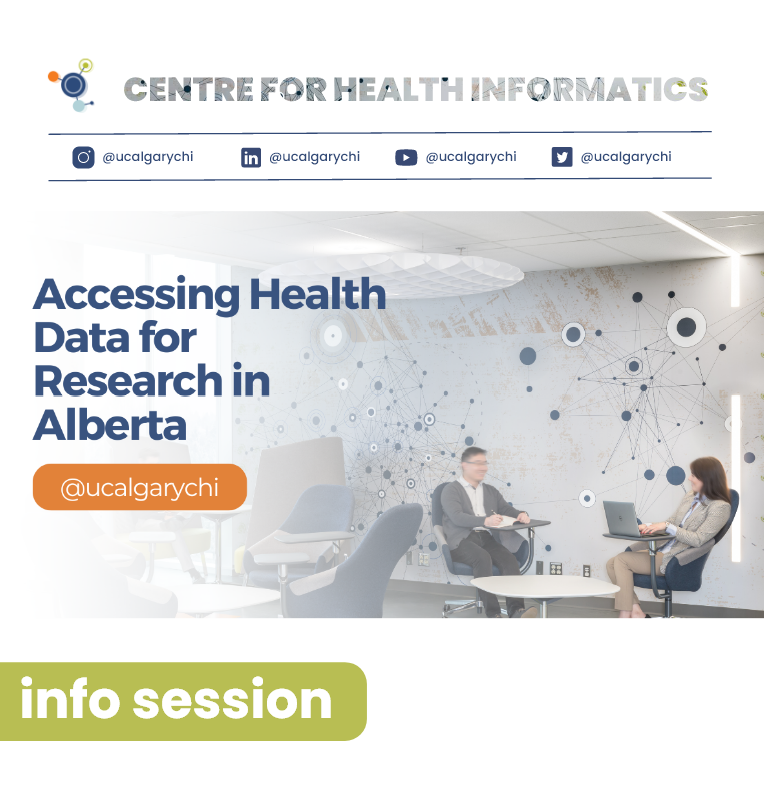 CENTRE FOR HEALTH INFORMATICS
@ucalgarychi @ucalgarychi @ucalgarychi @ucalgarychi
Accessing Health
Data for
Research in
Alberta
@ucalgarychi
info session